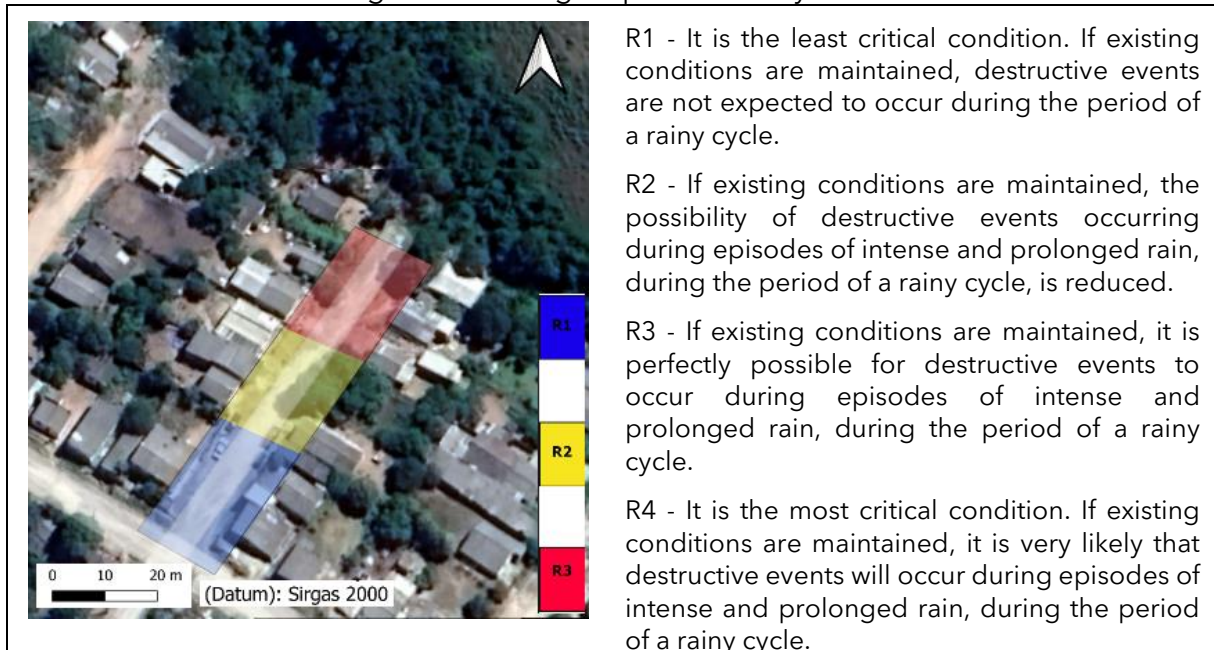 R1 - It is the least critical condition. If existing
conditions are maintained, destructive events
are not expected to occur during the period of
a rainy cycle.
R2 - If existing conditions are maintained, the
possibility of destructive events occurring
during episodes of intense and prolonged rain,
during the period of a rainy cycle, is reduced.
R3 - If existing conditions are maintained, it is
perfectly possible for destructive events to
occur during episodes of intense and
prolonged rain, during the period of a rainy
cycle.
R4 - It is the most critical condition. If existing
conditions are maintained, it is very likely that
destructive events will occur during episodes of
intense and prolonged rain, during the period
of a rainy cycle.
R1
R2
R3
0 10 20 m
(Datum): Sirgas 2000